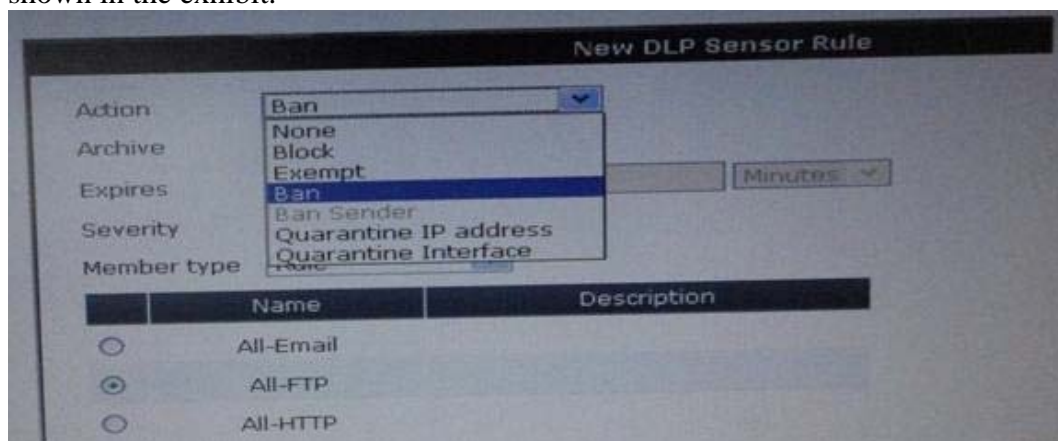 shown in the exhibit.
New DLP Sensor Rule
Action Ban
None
Archive Block
Exempt
Expires Ban Minutes
Ban Sender
Severity Quarantine IP address
Quarantine Interface
Member type
Name Description
All-Email
All-FTP
All-HTTP